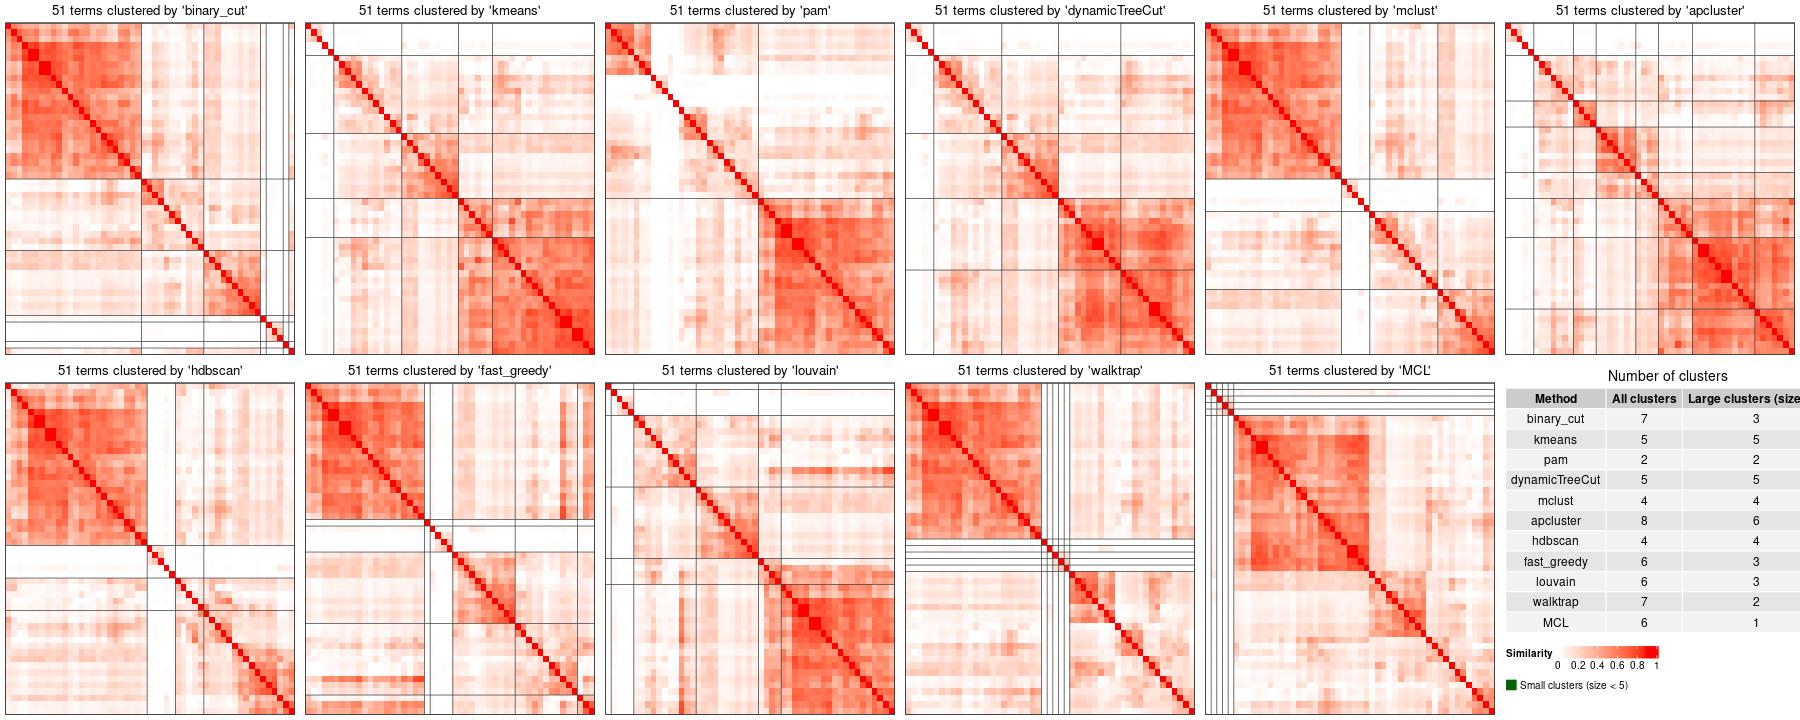 51 terms clustered by 'binary_cut'
51 terms clustered by 'kmeans'
51 terms clustered by 'pam'
51 terms clustered by 'dynamicTreeCut'
51 terms clustered by 'mclust'
51 terms clustered by 'apcluster'
51 terms clustered by 'hdbscan'
51 terms clustered by 'fast_greedy'
51 terms clustered by 'louvain'
51 terms clustered by 'walktrap'
51 terms clustered by 'MCL'
Number of clusters
Method All clusters Large clusters (size
binary_cut 7 3
kmeans 5 5
pam 2 2
dynamicTreeCut 5 5
mclust 4 4
apcluster 8 6
hdbscan 4 4
fast_greedy 6 3
louvain 6 3
walktrap 7 2
MCL 6 1
Similarity
0 0.2 0.4 0.6 0.8 1
Small clusters (size < 5)